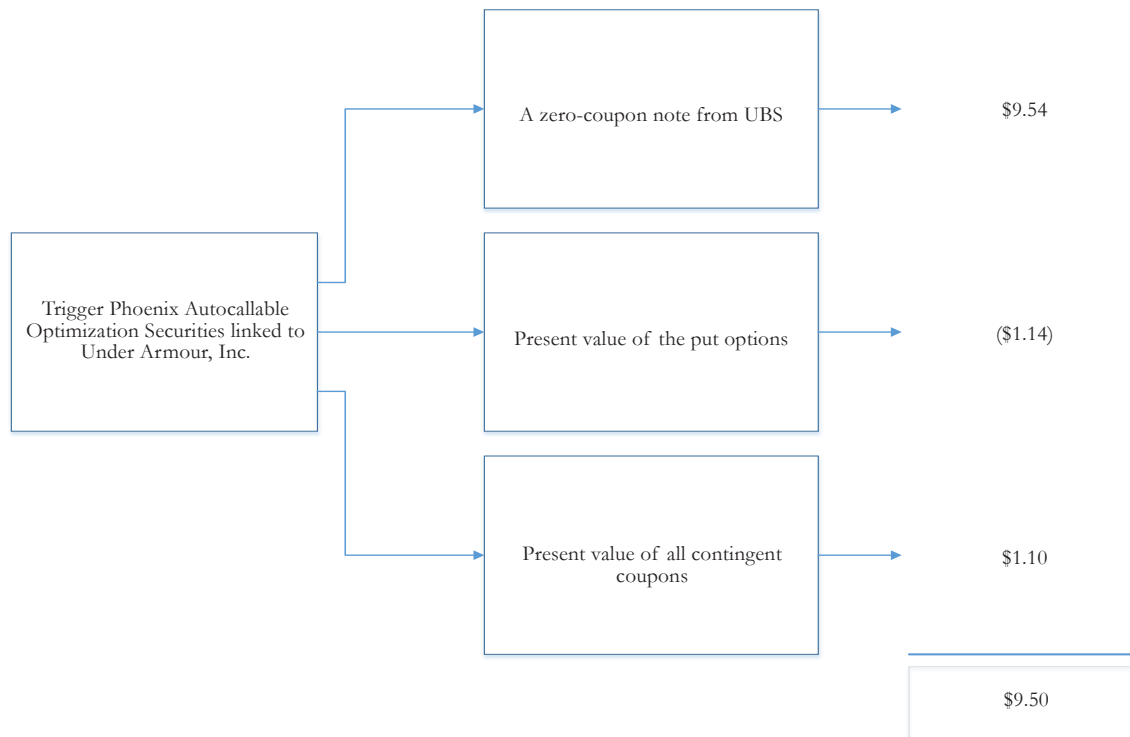 A zero-coupon note from UBS
$9.54
Trigger Phoenix Autocallable
Optimization Securities linked to
Under Armour, Inc.
Present value of the put options
($1.14)
Present value of all contingent
coupons
$1.10
$9.50